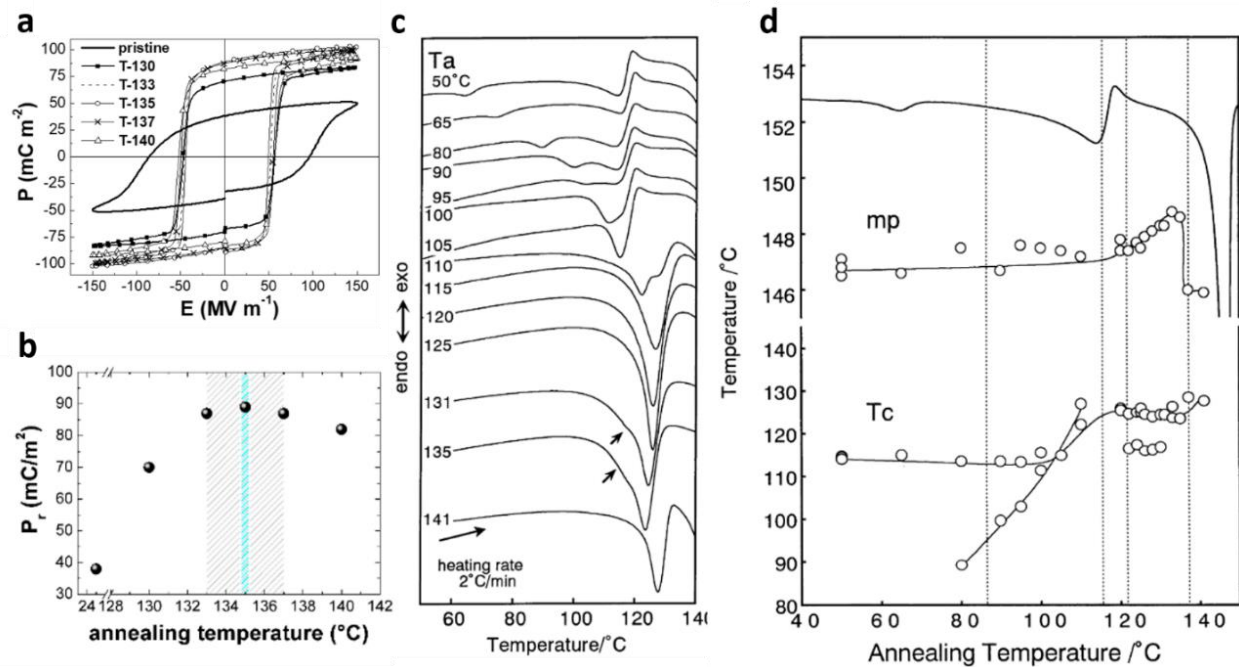 a
100
75
50
25
0
-25
-50
-75
-100
P (mC m⁻²)
pristine
T-130
T-133
T-135
T-137
T-140
-150 -100 -50 0 50 100 150
E (MV m⁻¹)
b
100
90
80
70
60
50
40
30
Pr (mC/m²)
24 128 130 132 134 136 138 140 142
annealing temperature (°C)
c
Ta
50°C
65
80
90
95
100
105
110
115
120
125
131
135
141
endo ↔ exo
heating rate
2°C/min
100 120 140
Temperature/°C
d
154
152
150
148
146
mp
130
120
110
100
90
80
Tc
Temperature /°C
40 60 80 100 120 140
Annealing Temperature /°C